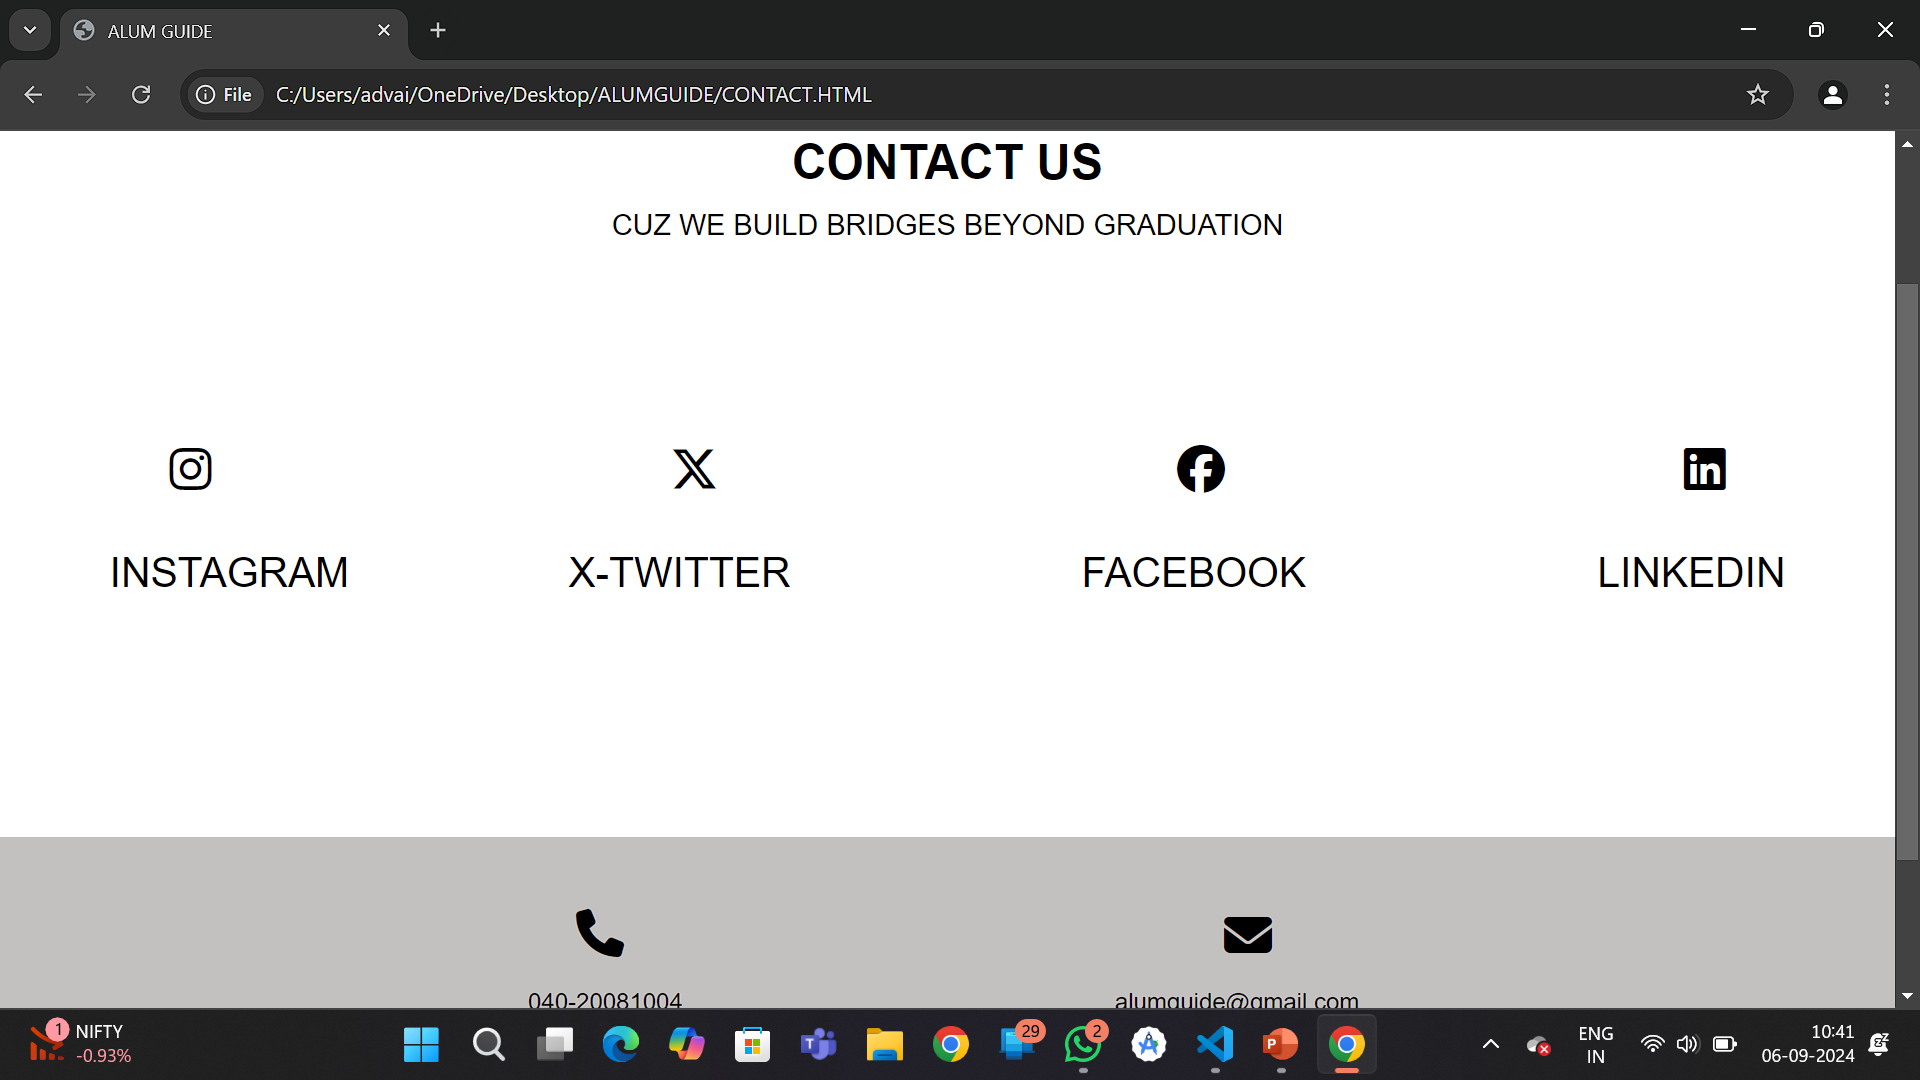 ALUM GUIDE
File C:/Users/advai/OneDrive/Desktop/ALUMGUIDE/CONTACT.HTML
CONTACT US
CUZ WE BUILD BRIDGES BEYOND GRADUATION
INSTAGRAM X-TWITTER FACEBOOK LINKEDIN
040-20081004 alumguide@gmail.com
1 NIFTY
-0.93%
29
2
ENG
IN
10:41
06-09-2024